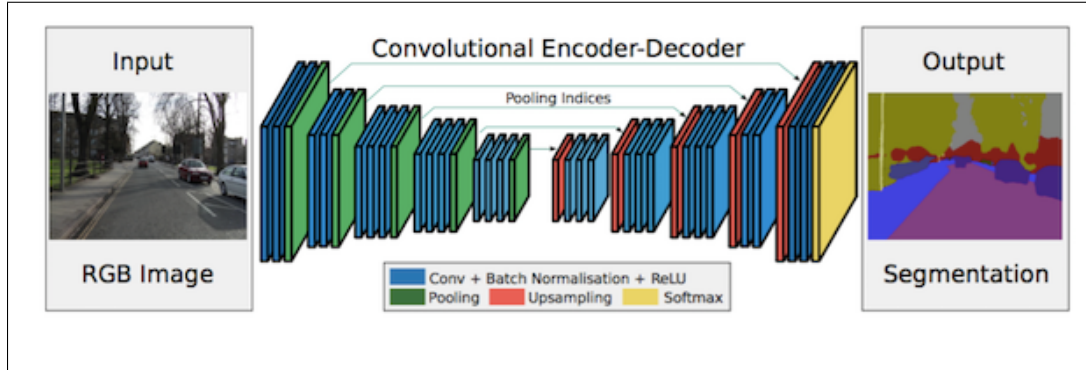 Input
RGB Image
Convolutional Encoder-Decoder
Pooling Indices
Conv + Batch Normalisation + ReLU
Pooling Upsampling Softmax
Output
Segmentation